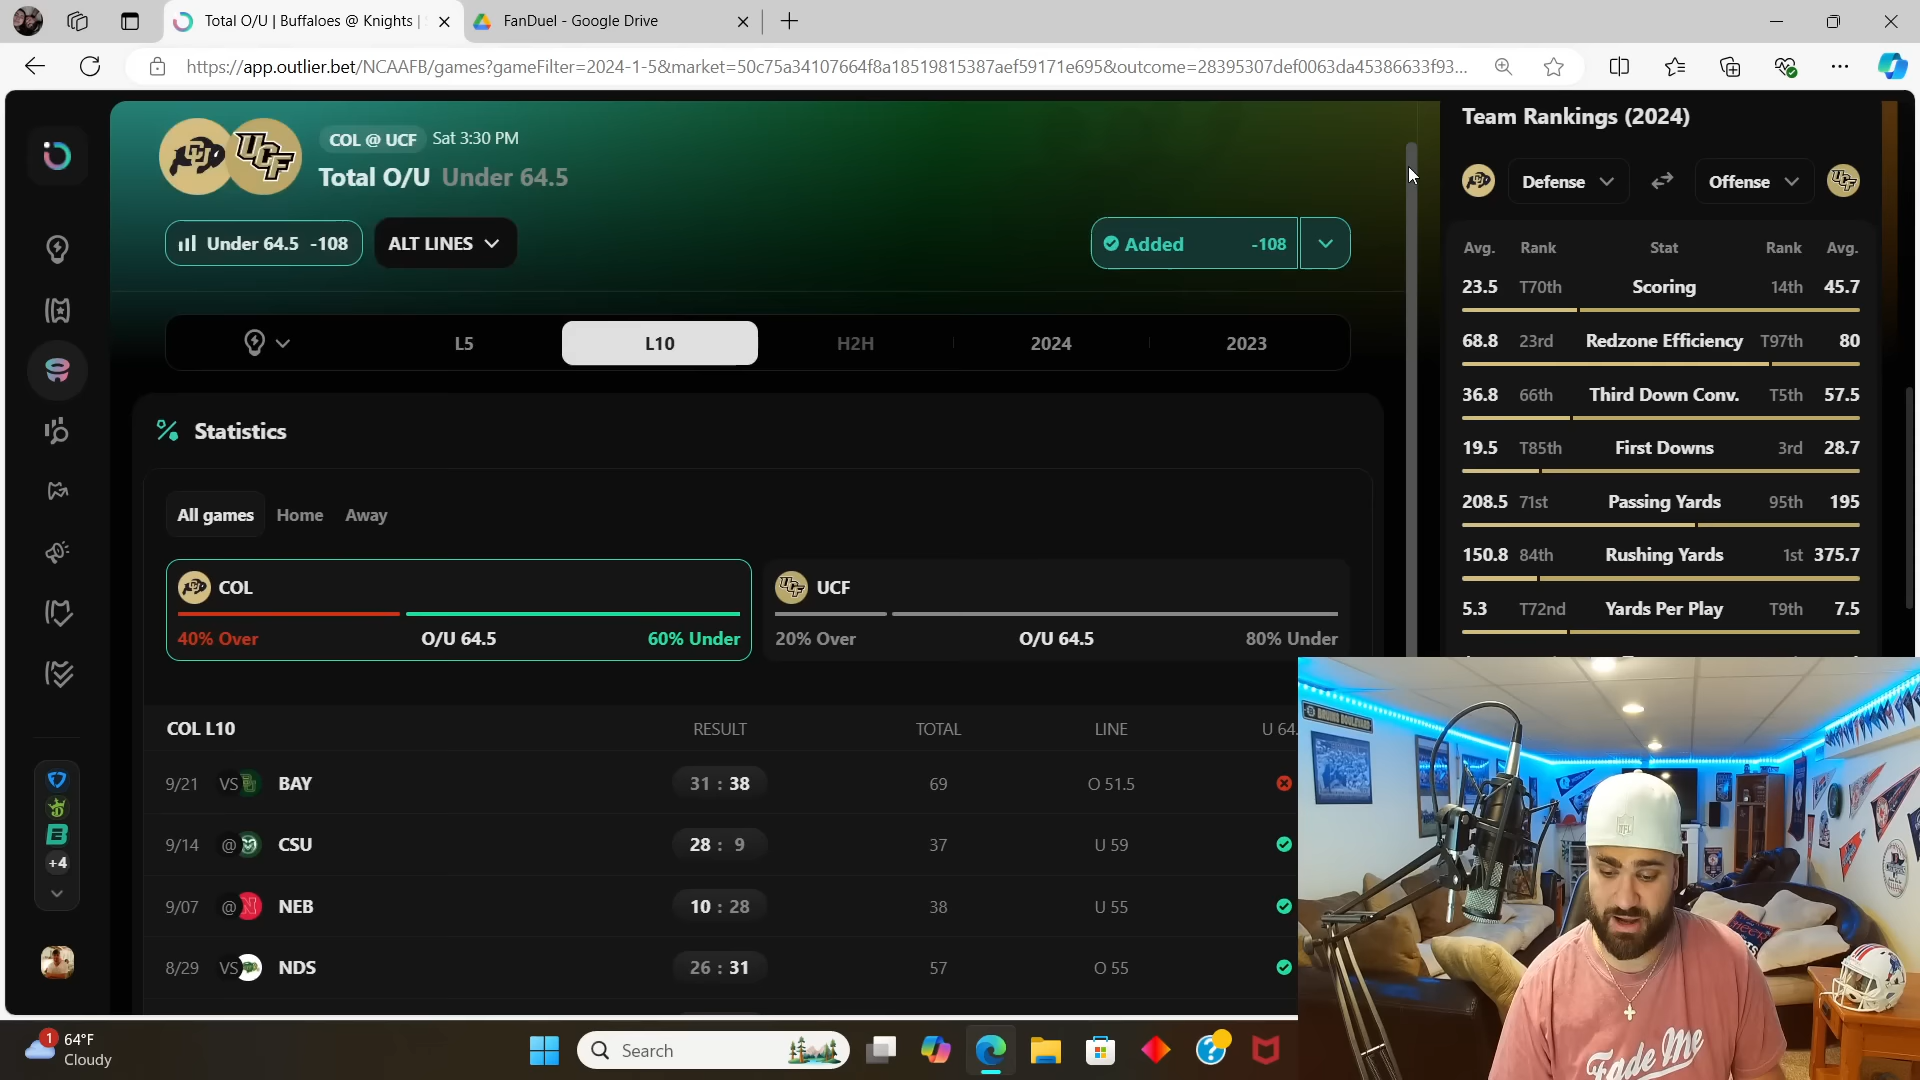 Total O/U | Buffaloes @ Knights |
FanDuel - Google Drive
https://app.outlier.bet/NCAAFB/games?gameFilter=2024-1-5&market=50c75a34107664f8a18519815387aef59171e695&outcome=28395307def0063da45386633f93...
COL @ UCF Sat 3:30 PM
Total O/U Under 64.5
Under 64.5 -108 ALT LINES
Added -108
L5 L10 H2H 2024 2023
Statistics
All games Home Away
COL
40% Over O/U 64.5 60% Under
UCF
20% Over O/U 64.5 80% Under
COL L10 RESULT TOTAL LINE U 64.
9/21 VS BAY 31 : 38 69 O 51.5
9/14 @ CSU 28 : 9 37 U 59
9/07 @ NEB 10 : 28 38 U 55
8/29 VS NDS 26 : 31 57 O 55
Team Rankings (2024)
Defense Offense
Avg. Rank Stat Rank Avg.
23.5 T70th Scoring 14th 45.7
68.8 23rd Redzone Efficiency T97th 80
36.8 66th Third Down Conv. T5th 57.5
19.5 T85th First Downs 3rd 28.7
208.5 71st Passing Yards 95th 195
150.8 84th Rushing Yards 1st 375.7
5.3 T72nd Yards Per Play T9th 7.5
+4
BRUINS BOULEVARD
NFL
Fade Me
1
64°F
Cloudy
Search